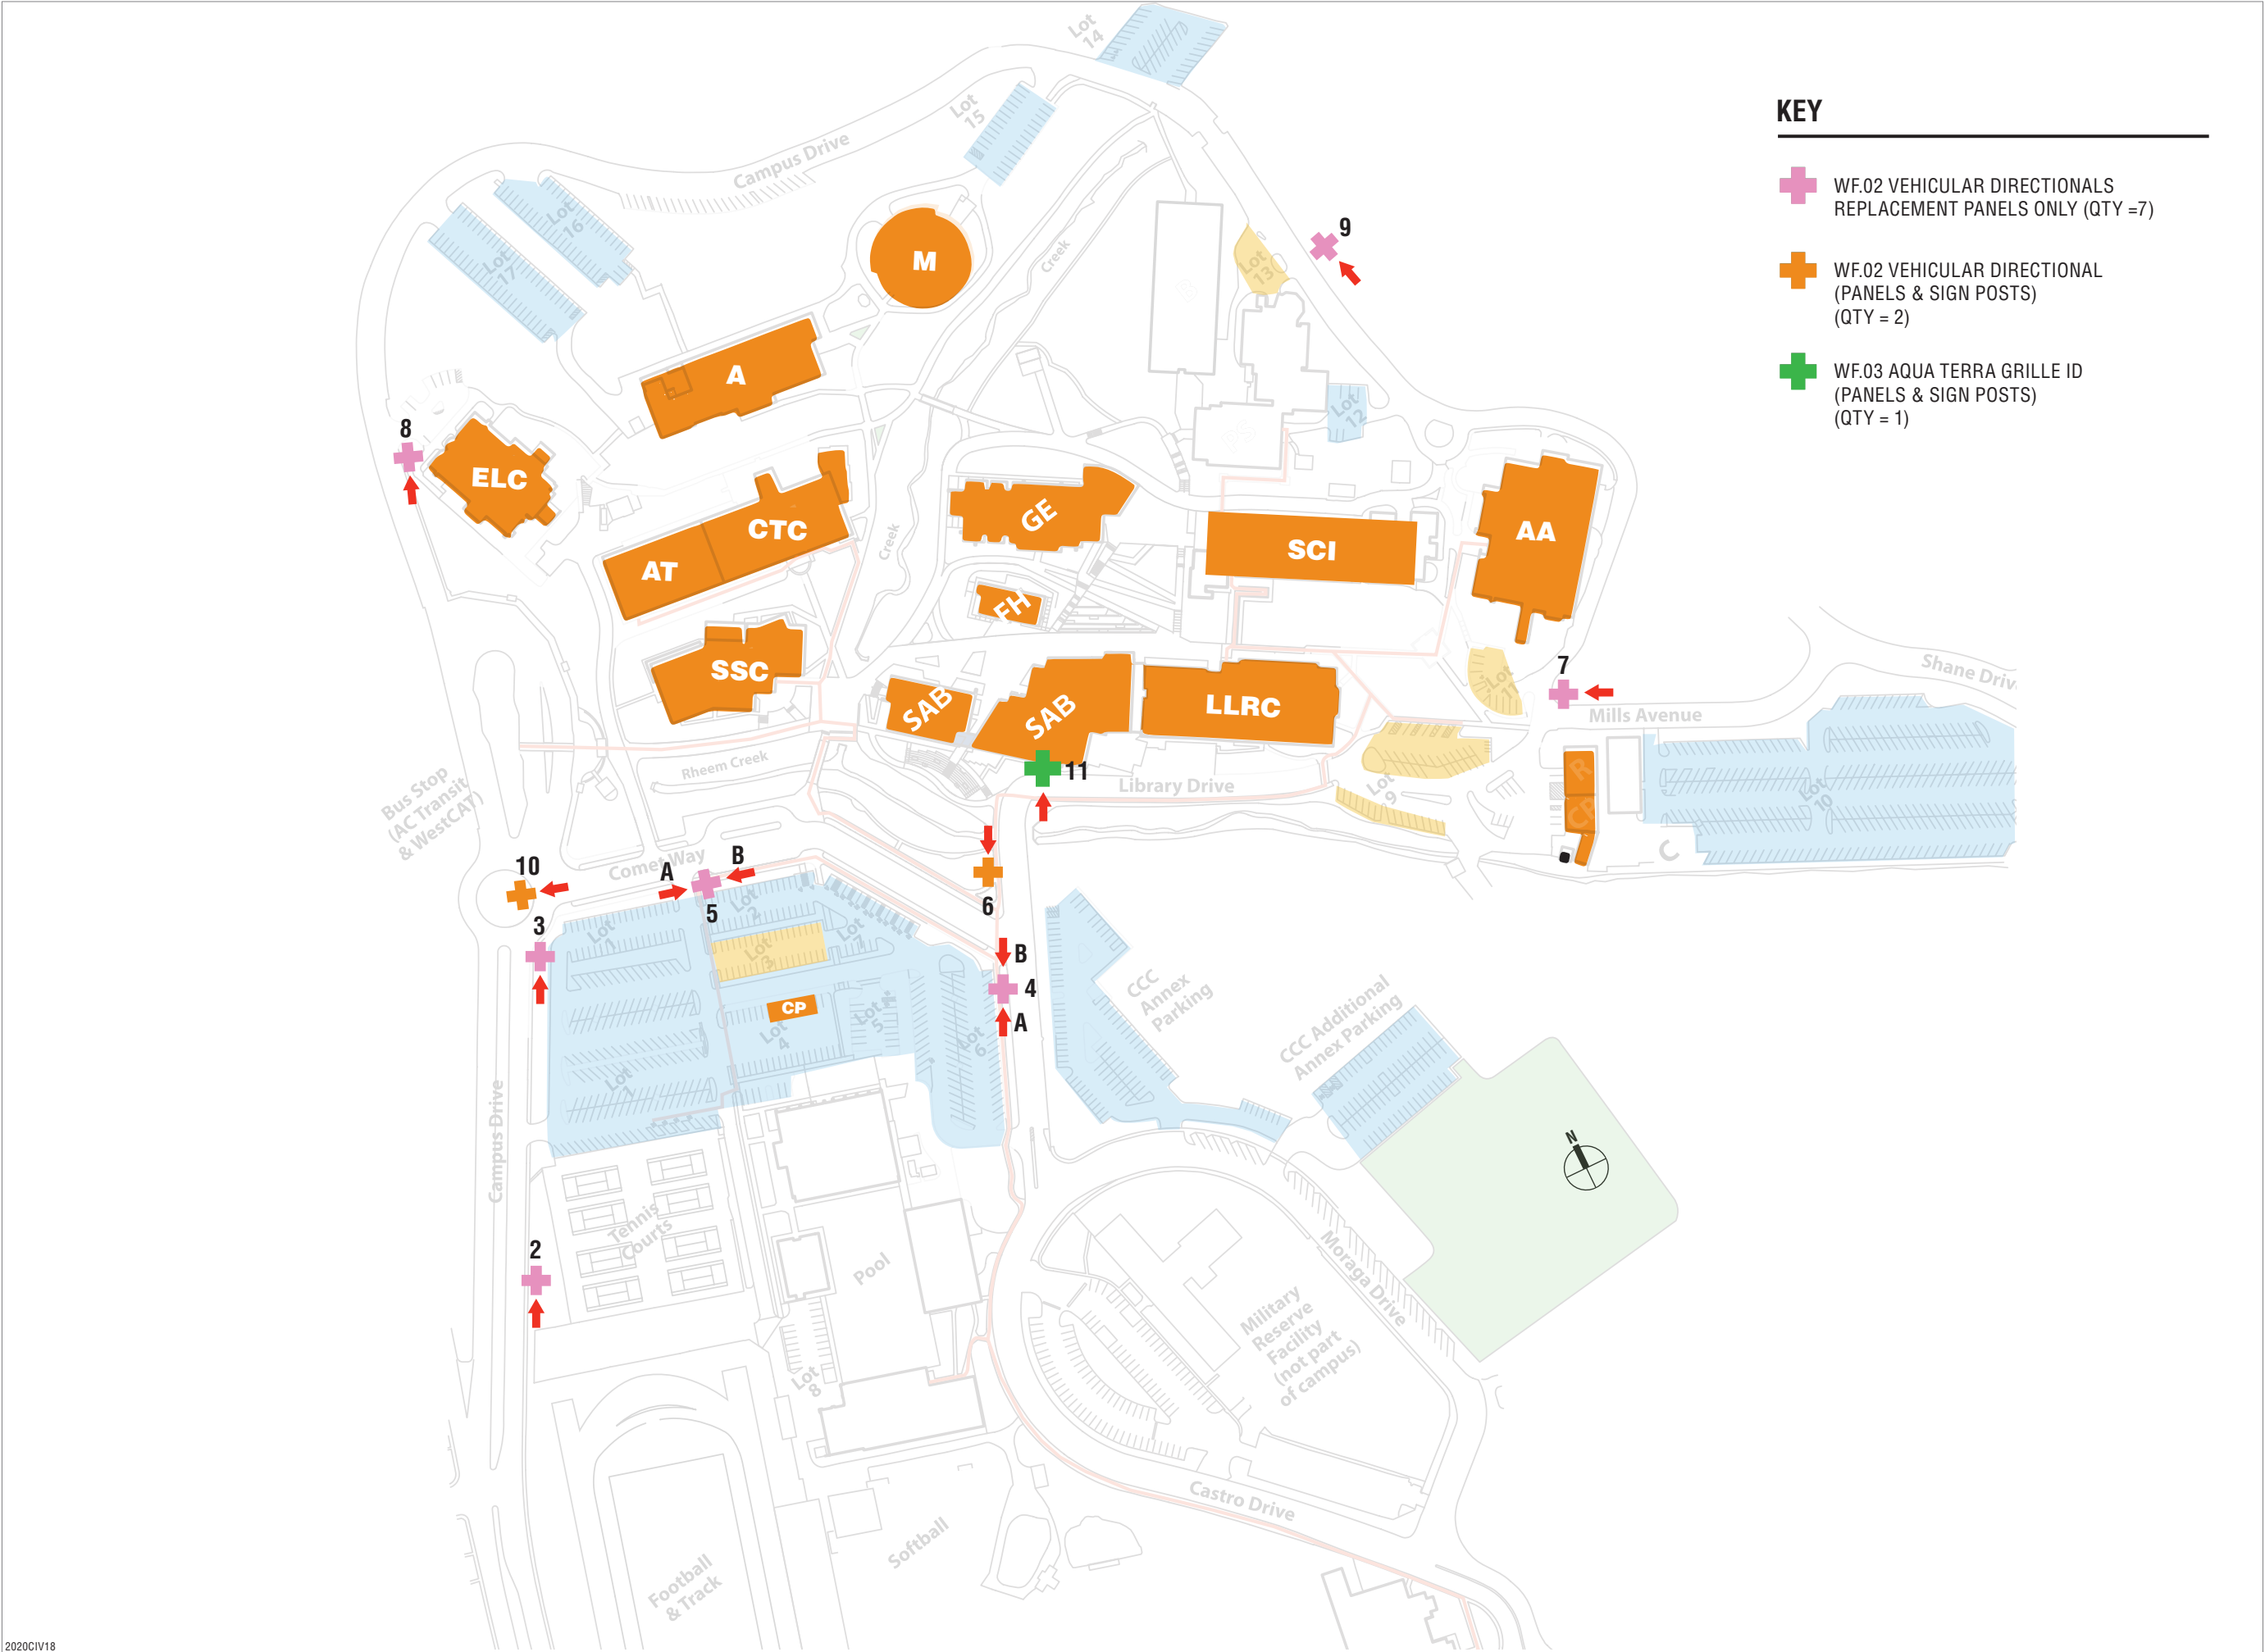 KEY
WF.02 VEHICULAR DIRECTIONALS
REPLACEMENT PANELS ONLY (QTY =7)
WF.02 VEHICULAR DIRECTIONAL
(PANELS & SIGN POSTS)
(QTY = 2)
WF.03 AQUA TERRA GRILLE ID
(PANELS & SIGN POSTS)
(QTY = 1)
Lot
14
Lot
15
Campus Drive
Lot
16
Lot
17
M
Creek
9
Lot
13
B
A
8
ELC
Lot
12
PS
CTC
AT
GE
Creek
SCI
AA
FH
SSC
SAB
SAB
LLRC
Lot
11
7
Shane Driv
Mills Avenue
Rheem Creek
11
Library Drive
Lot
9
R
CB
C
Lot
10
Bus Stop
(AC Transit
& WestCAT)
Comet Way
10
A
B
5
3
6
Lot
1
Lot
2
Lot
3
Lot
7
B
4
A
CP
Lot
4
Lot
5
Lot
6
Lot
1
CCC
Annex
Parking
CCC Additional
Annex Parking
N
Campus Drive
2
Tennis
Courts
Pool
Lot
8
Moraga Drive
Military
Reserve
Facility
(not part
of campus)
Castro Drive
Softball
Football
& Track
2020CIV18